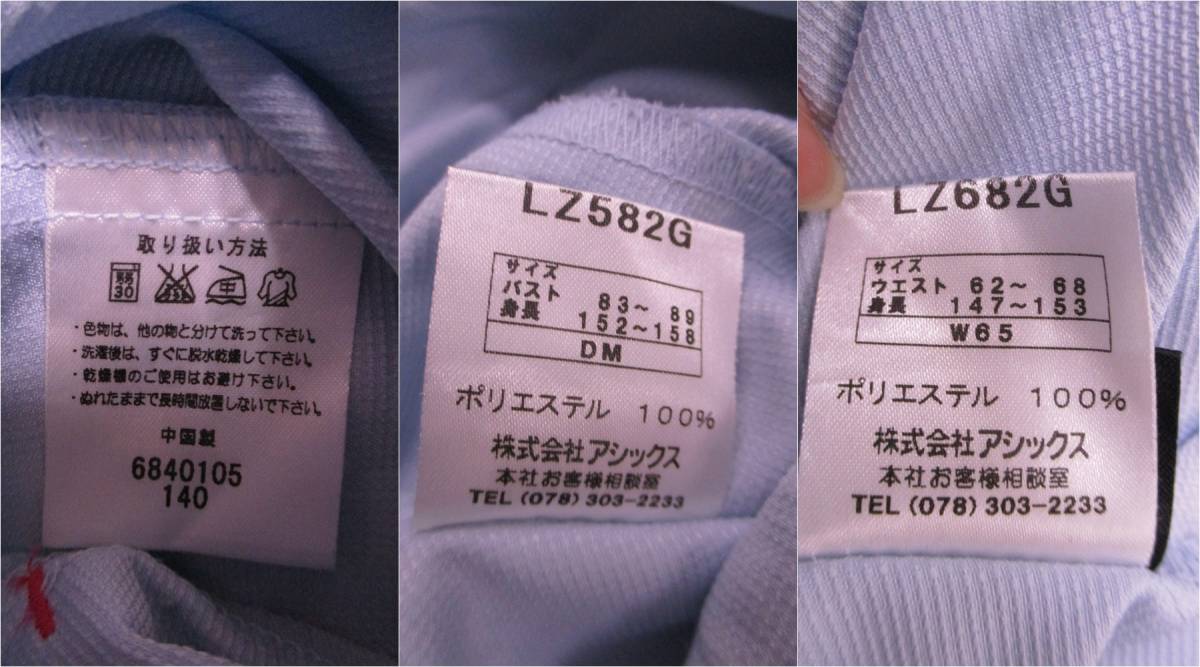 取り扱い方法
弱 30
・色物は、他の物と分けて洗って下さい。
・洗濯後は、すぐに脱水乾燥して下さい。
・乾燥機のご使用はお避け下さい。
・ぬれたままで長時間放置しないで下さい。
中国製
6840105
140
LZ582G
サイズ
バスト 83～ 89
身長 152～158
DM
ポリエステル 100%
株式会社アシックス
本社お客様相談室
TEL (078) 303-2233
LZ682G
サイズ
ウエスト 62～ 68
身長 147～153
W65
ポリエステル 100%
株式会社アシックス
本社お客様相談室
TEL (078) 303-2233